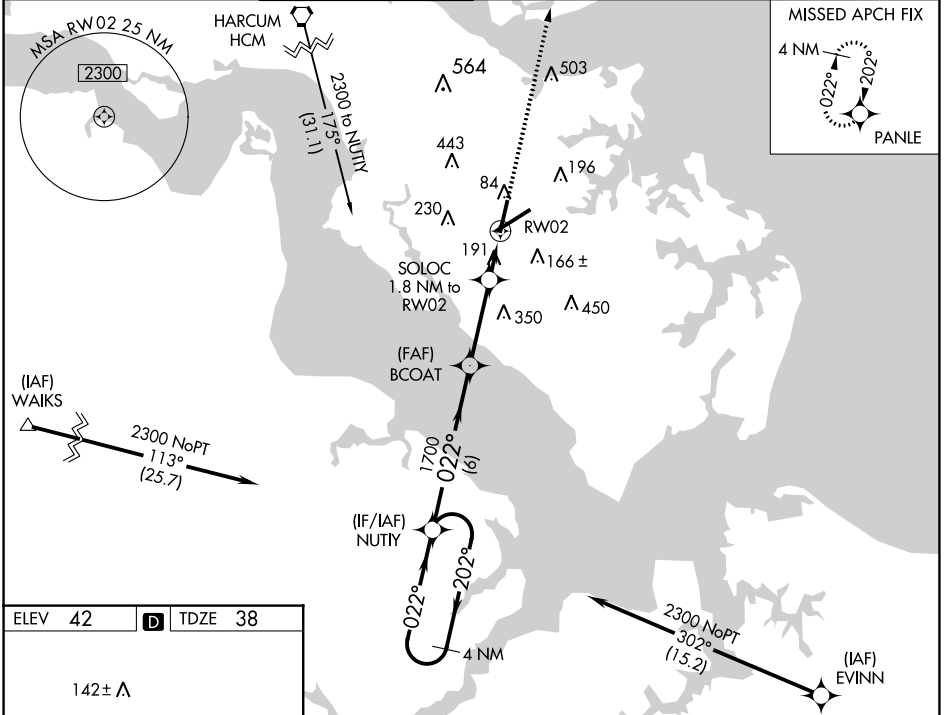 MSA RW02 25 NM
2300
HARCUM
HCM
2300 to NUTIY
175°
(31.1)
564
503
443
84
196
230
RW02
191
166 ±
SOLOC
1.8 NM to
RW02
350
450
(FAF)
BCOAT
MISSED APCH FIX
4 NM
022°
202°
PANLE
(IAF)
WAIKS
2300 NoPT
113°
(25.7)
1700
022°
(6)
(IF/IAF)
NUTIY
022°
202°
4 NM
2300 NoPT
302°
(15.2)
(IAF)
EVINN
ELEV 42 D TDZE 38
142±